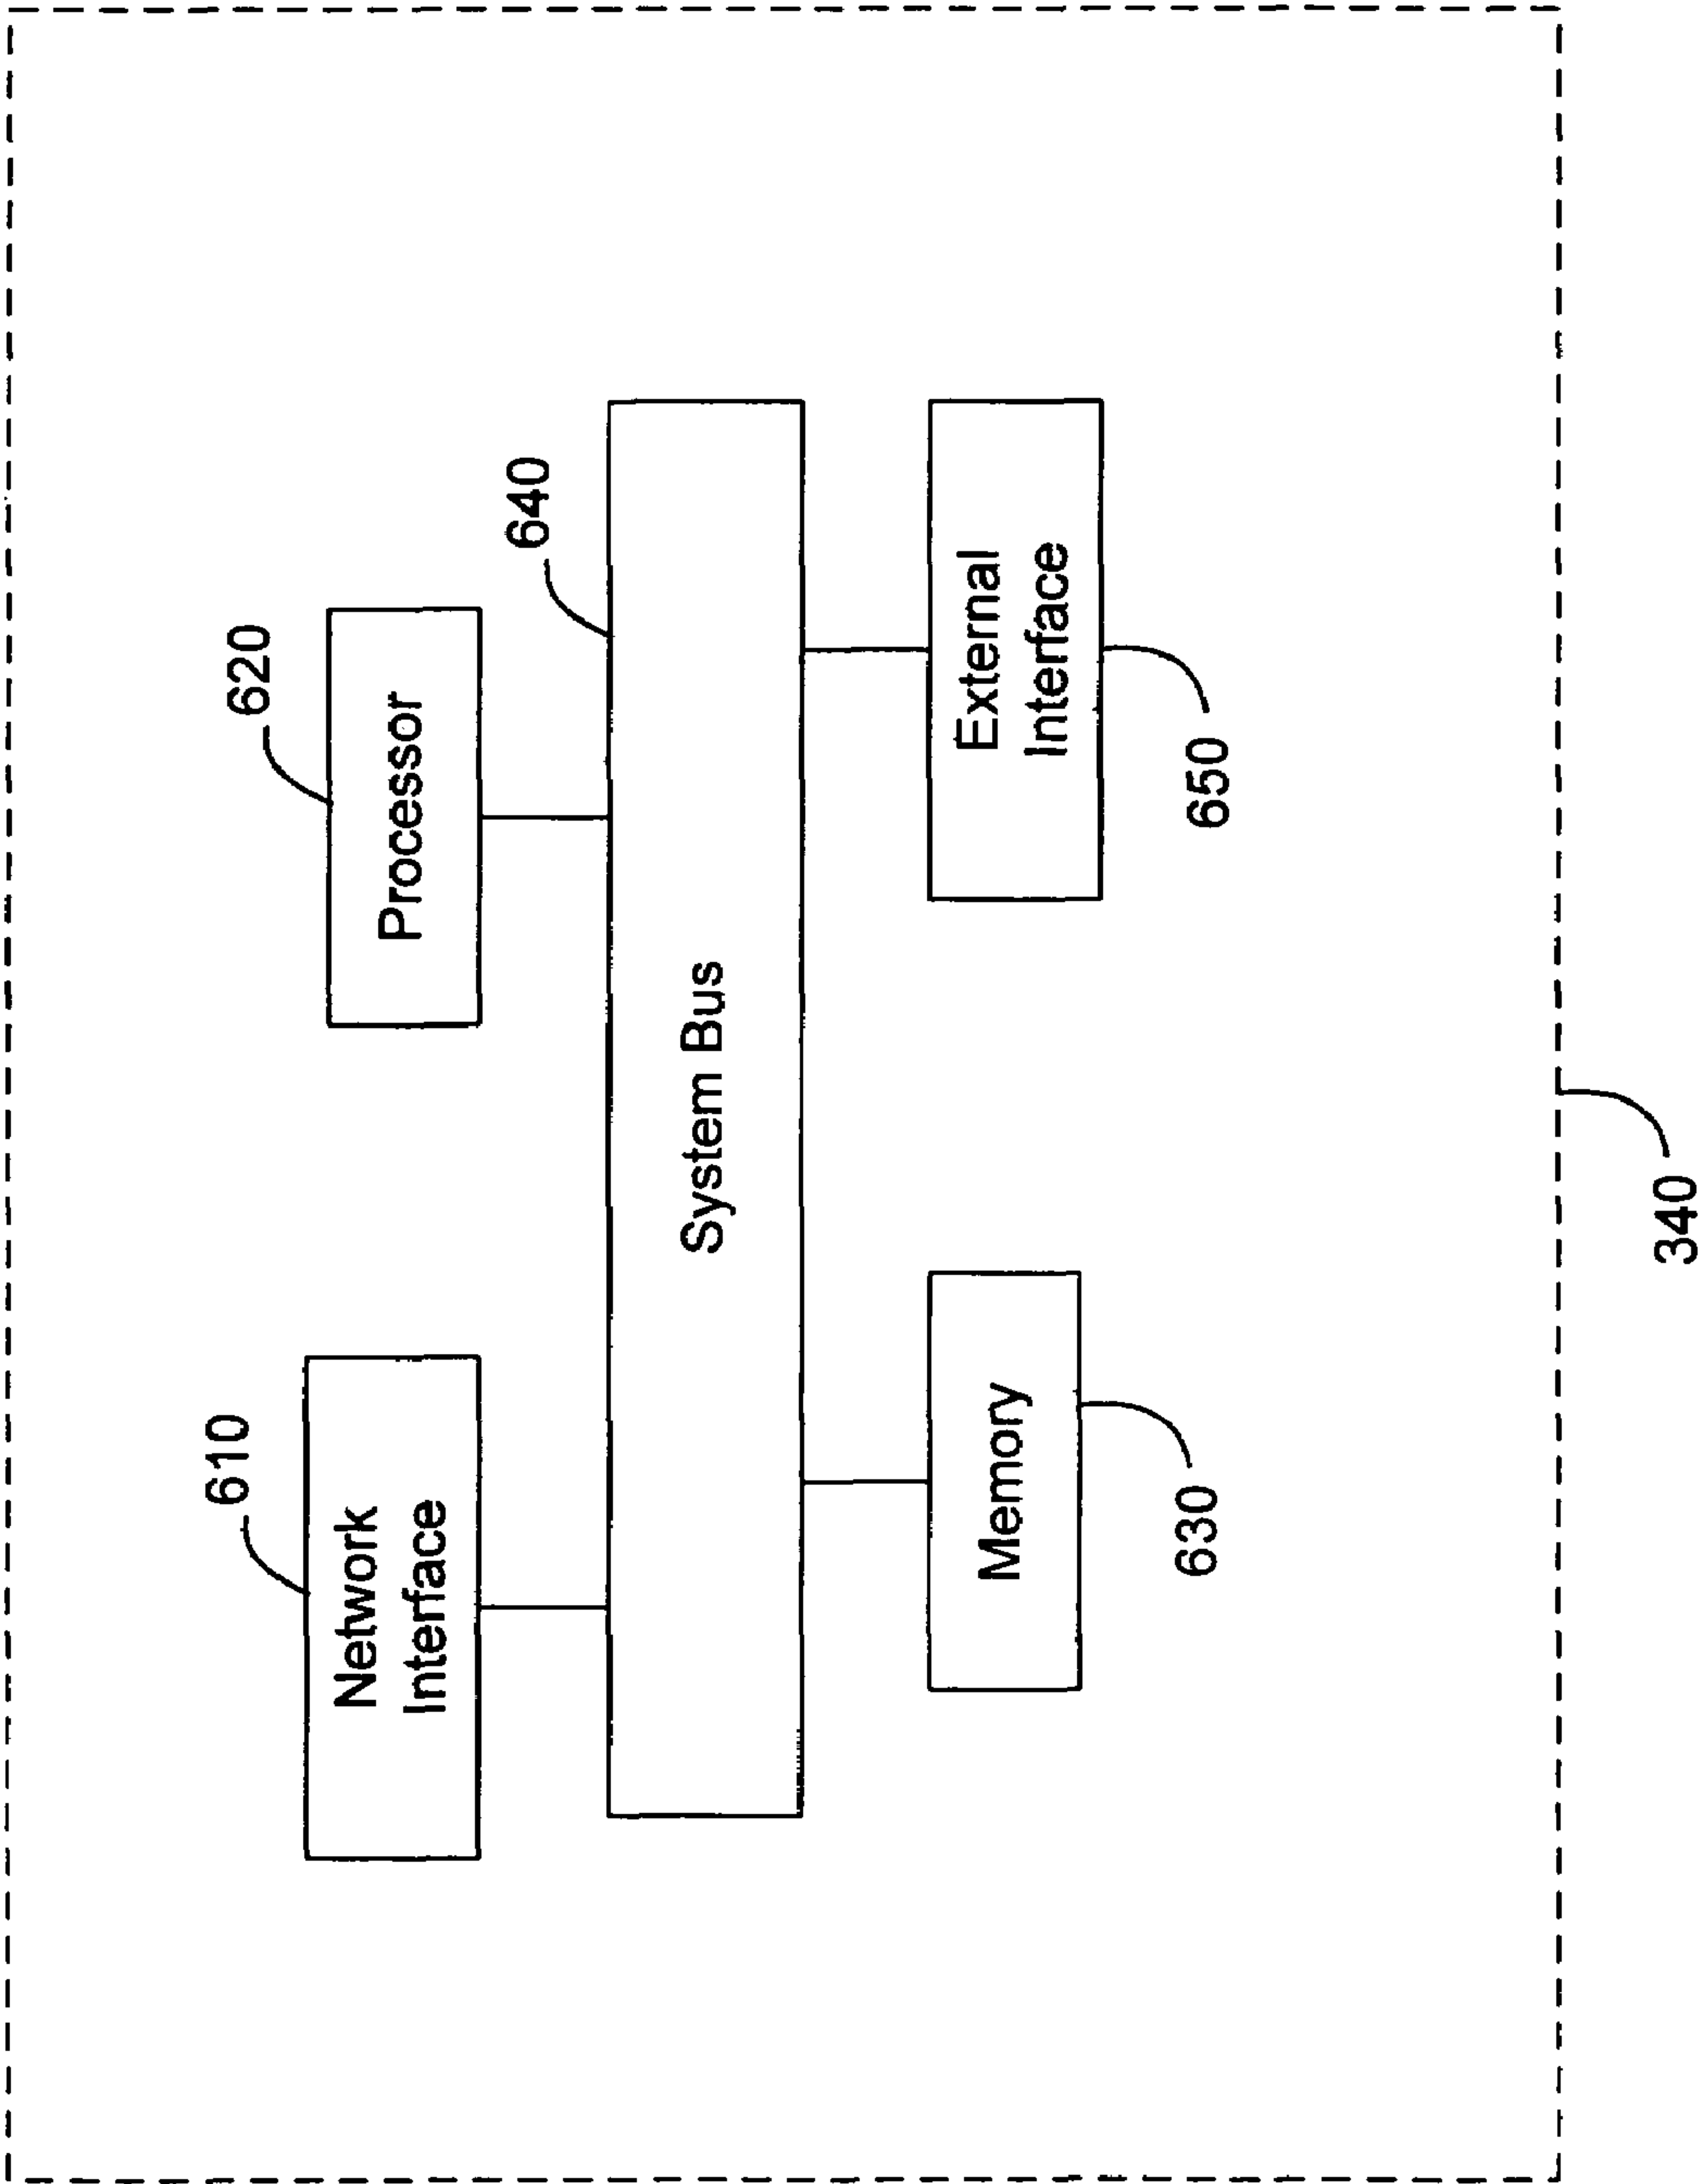 610
Network
Interface
620
Processor
640
System Bus
Memory
630
External
Interface
650
340